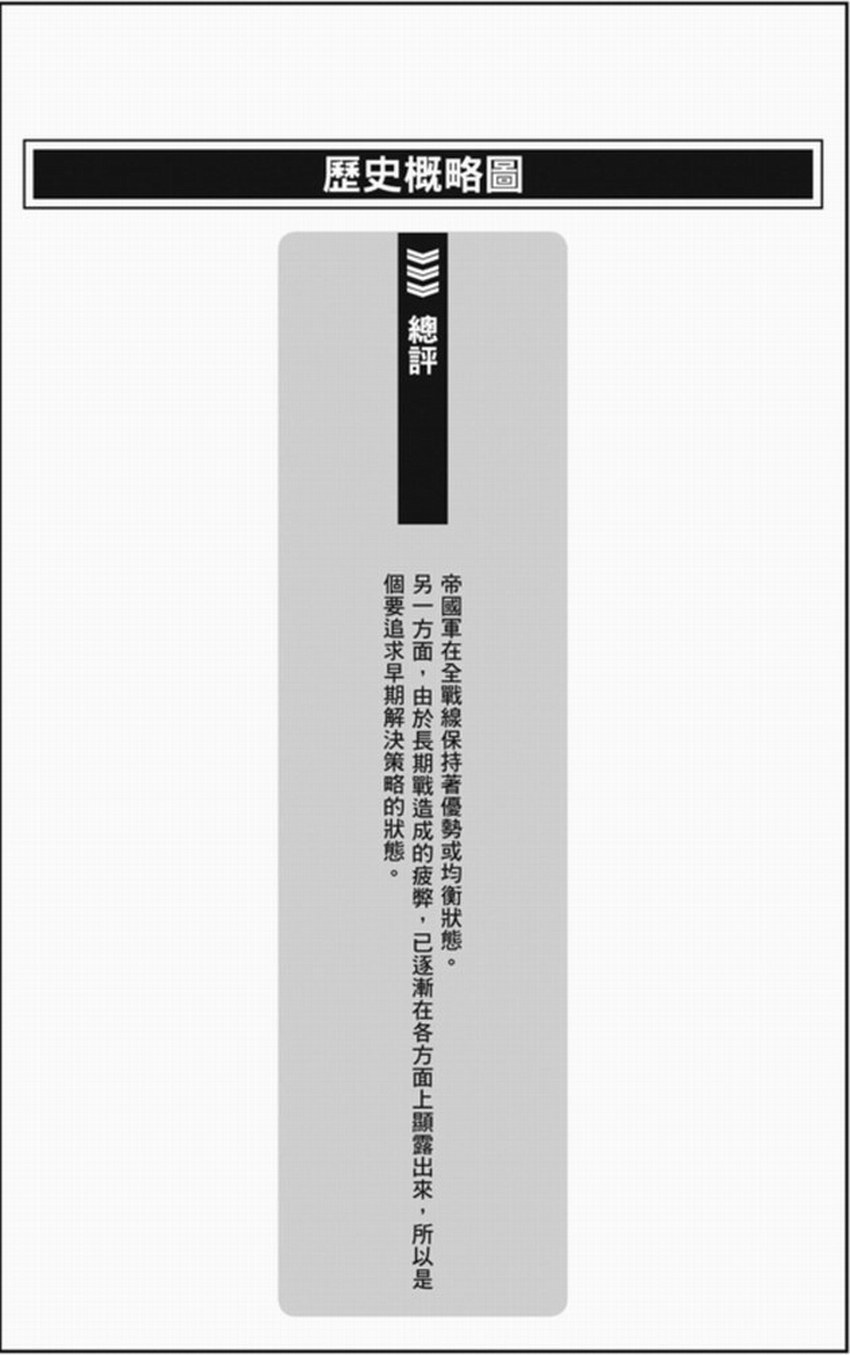 歷史概略圖
總評
帝國軍在全戰線保持著優勢或均衡狀態。
另一方面，由於長期戰造成的疲弊，已逐漸在各方面上顯露出來，所以是
個要追求早期解決策略的狀態。